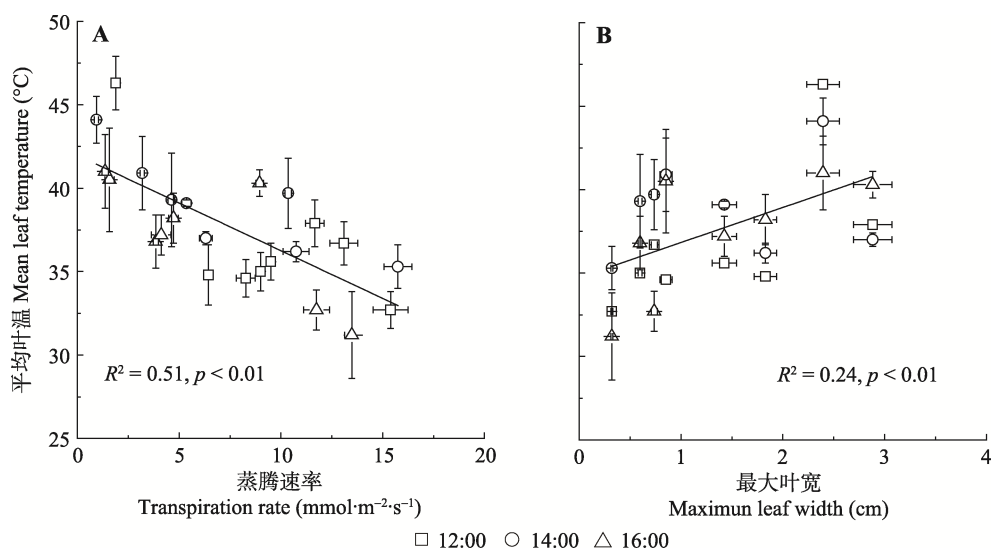 A
B
50
45
40
35
30
25
平均叶温 Mean leaf temperature (°C)
R² = 0.51, p < 0.01
R² = 0.24, p < 0.01
0 5 10 15 20
0 1 2 3 4
蒸腾速率
Transpiration rate (mmol·m⁻²·s⁻¹)
最大叶宽
Maximun leaf width (cm)
12:00 14:00 16:00